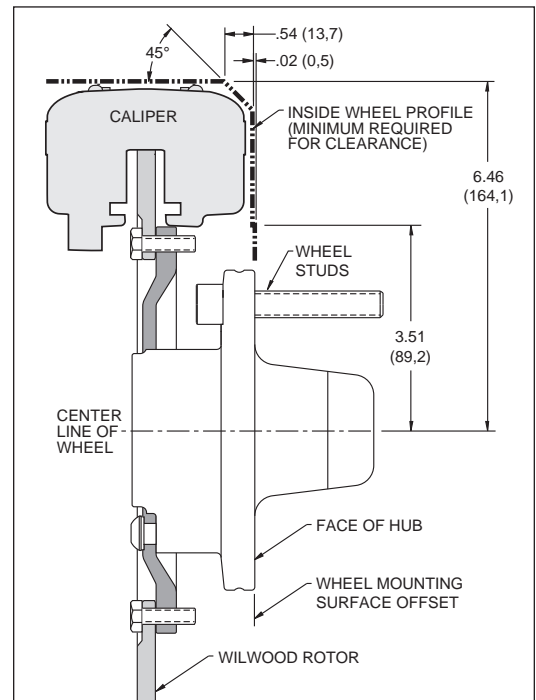 .54 (13,7)
45°
.02 (0,5)
CALIPER
INSIDE WHEEL PROFILE
(MINIMUM REQUIRED
FOR CLEARANCE)
6.46
(164,1)
WHEEL
STUDS
3.51
(89,2)
CENTER
LINE OF
WHEEL
FACE OF HUB
WHEEL MOUNTING
SURFACE OFFSET
WILWOOD ROTOR